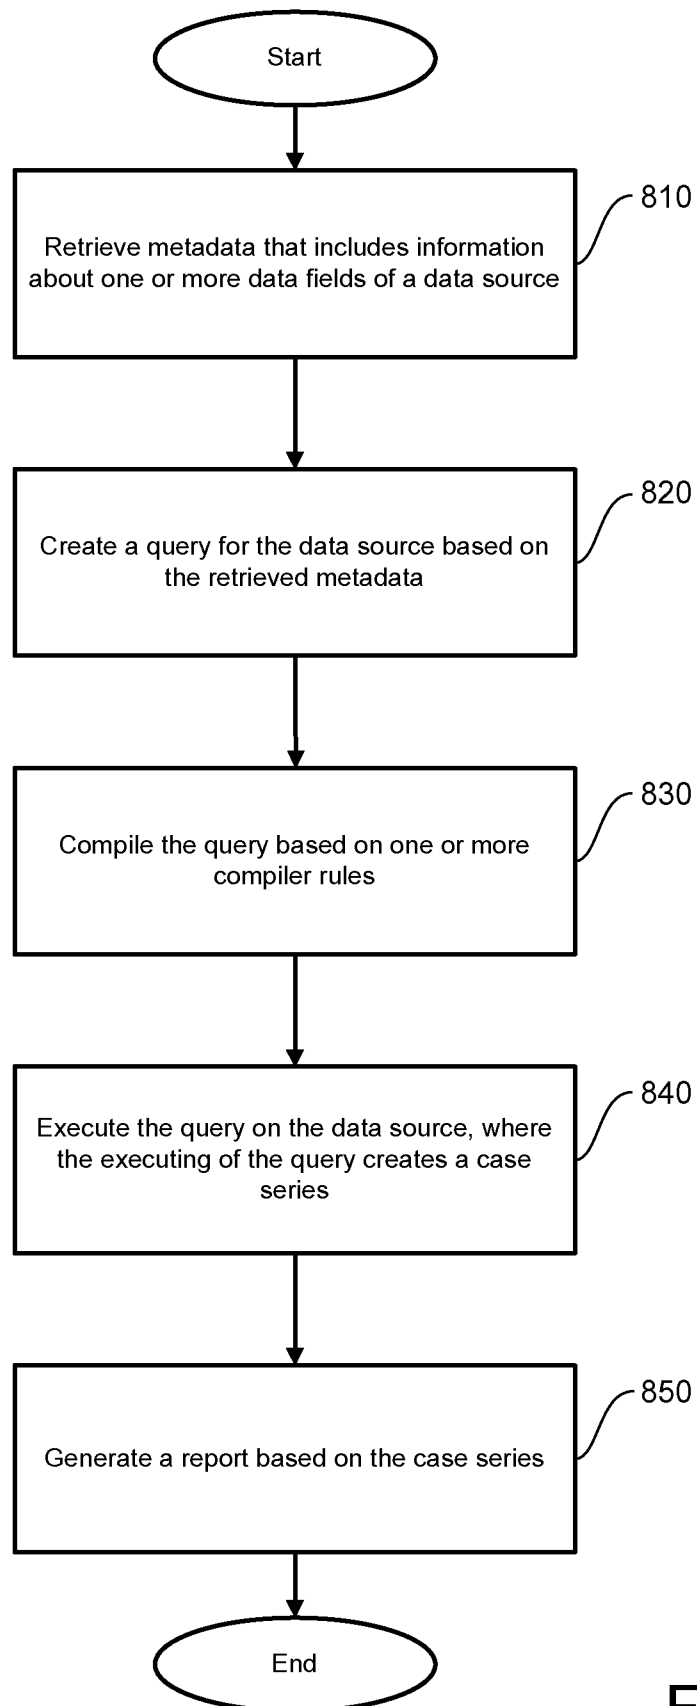 Start
810
Retrieve metadata that includes information
about one or more data fields of a data source
820
Create a query for the data source based on
the retrieved metadata
830
Compile the query based on one or more
compiler rules
840
Execute the query on the data source, where
the executing of the query creates a case
series
850
Generate a report based on the case series
End